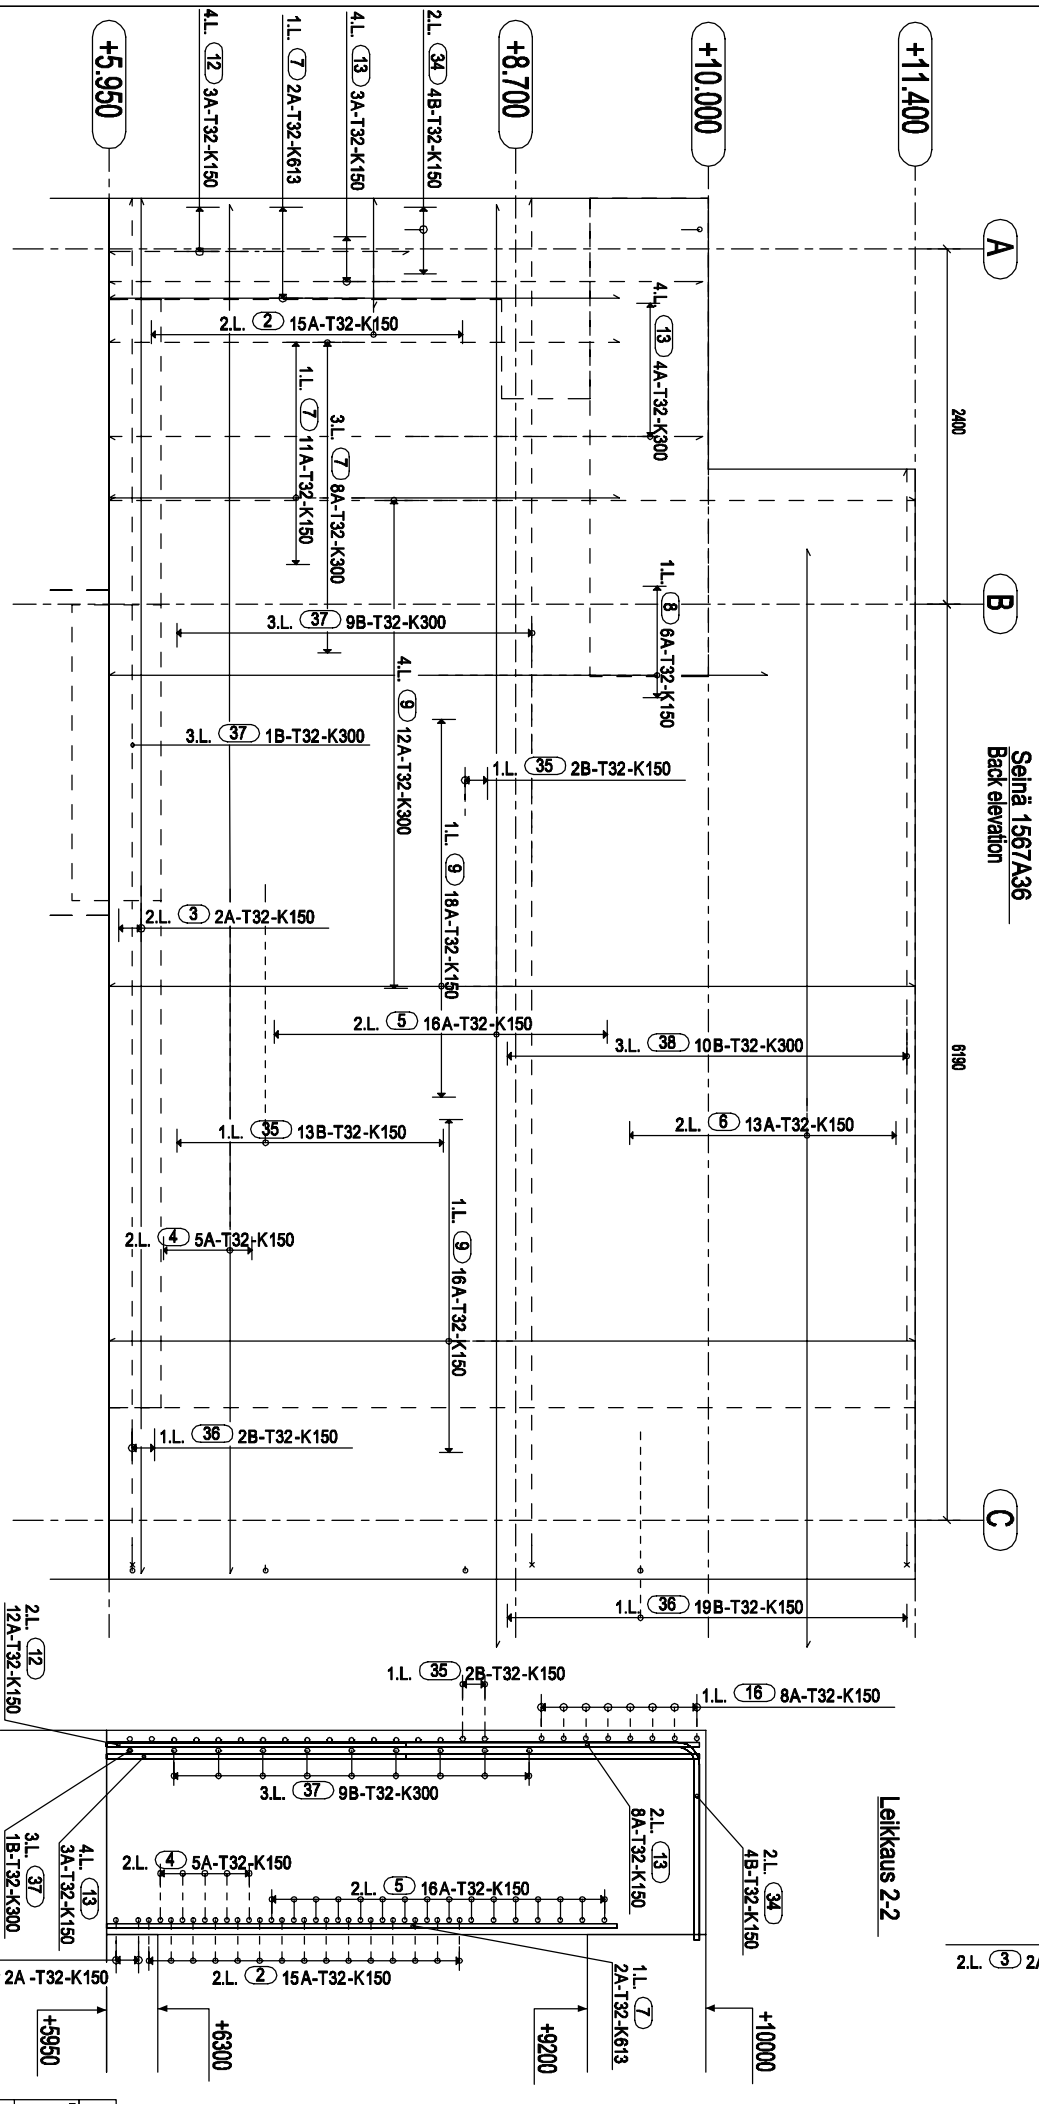 +5.950
+8.700
+10.000
+11.400
4.L. 12 3A-T32-K150
1.L. 7 2A-T32-K613
4.L. 13 3A-T32-K150
2.L. 34 4B-T32-K150
A
2400
B
6190
C
Seinä 1567A36
Back elevation
2.L. 2 15A-T32-K150
4.L. 13 4A-T32-K300
1.L. 7 11A-T32-K150
3.L. 7 8A-T32-K300
1.L. 8 6A-T32-K150
3.L. 37 9B-T32-K300
4.L. 9 12A-T32-K300
3.L. 37 1B-T32-K300
1.L. 35 2B-T32-K150
1.L. 9 18A-T32-K150
2.L. 3 2A-T32-K150
2.L. 5 16A-T32-K150
3.L. 38 10B-T32-K300
2.L. 6 13A-T32-K150
1.L. 35 13B-T32-K150
1.L. 9 16A-T32-K150
2.L. 4 5A-T32-K150
1.L. 36 2B-T32-K150
1.L. 36 19B-T32-K150
2.L. 12
12A-T32-K150
1.L. 35 2B-T32-K150
1.L. 16 8A-T32-K150
Leikkaus 2-2
3.L. 37 9B-T32-K300
2.L. 13
8A-T32-K150
2.L. 34
4B-T32-K150
3.L. 37
1B-T32-K300
4.L. 13
3A-T32-K150
2.L. 4 5A-T32-K150
2.L. 5 16A-T32-K150
2.L. 3 2A
2A -T32-K150
2.L. 2 15A-T32-K150
1.L. 7
2A-T32-K613
+5950
+6300
+9200
+10000